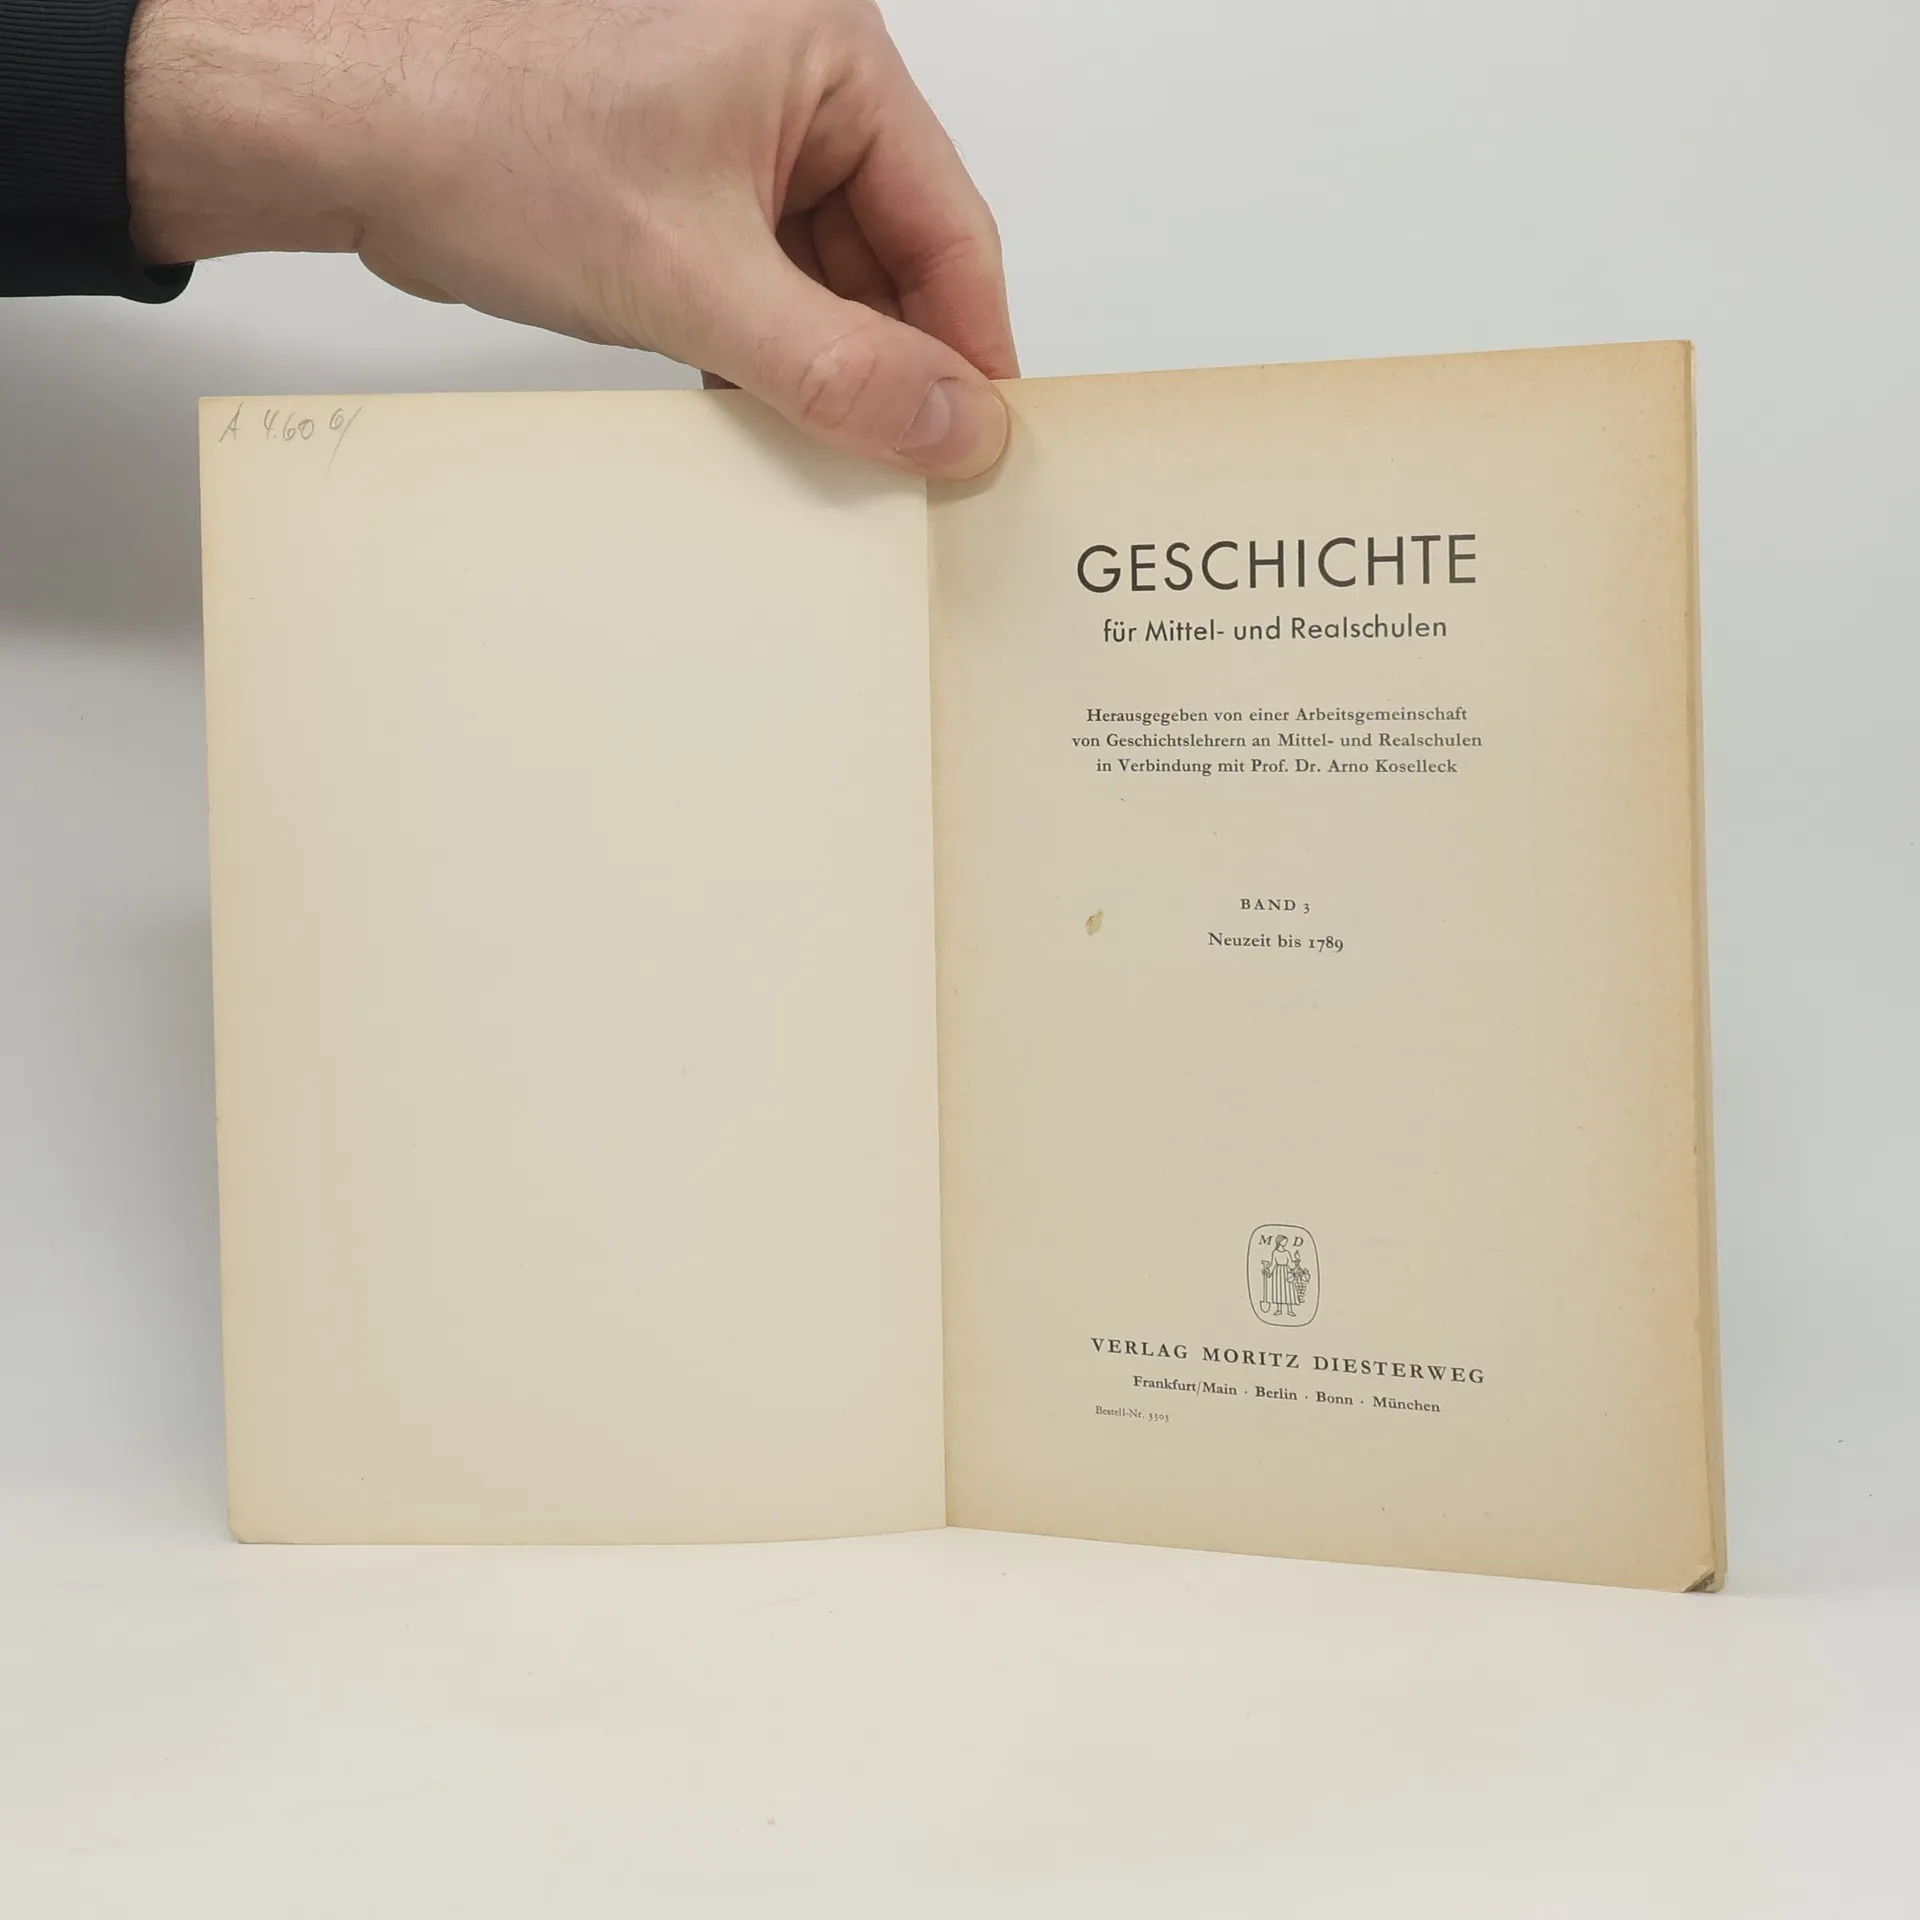 A 4.60 6/
GESCHICHTE
für Mittel- und Realschulen
Herausgegeben von einer Arbeitsgemeinschaft
von Geschichtslehrern an Mittel- und Realschulen
in Verbindung mit Prof. Dr. Arno Koselleck
BAND 3
Neuzeit bis 1789
M D
VERLAG MORITZ DIESTERWEG
Frankfurt/Main · Berlin · Bonn · München
Bestell-Nr. 3303